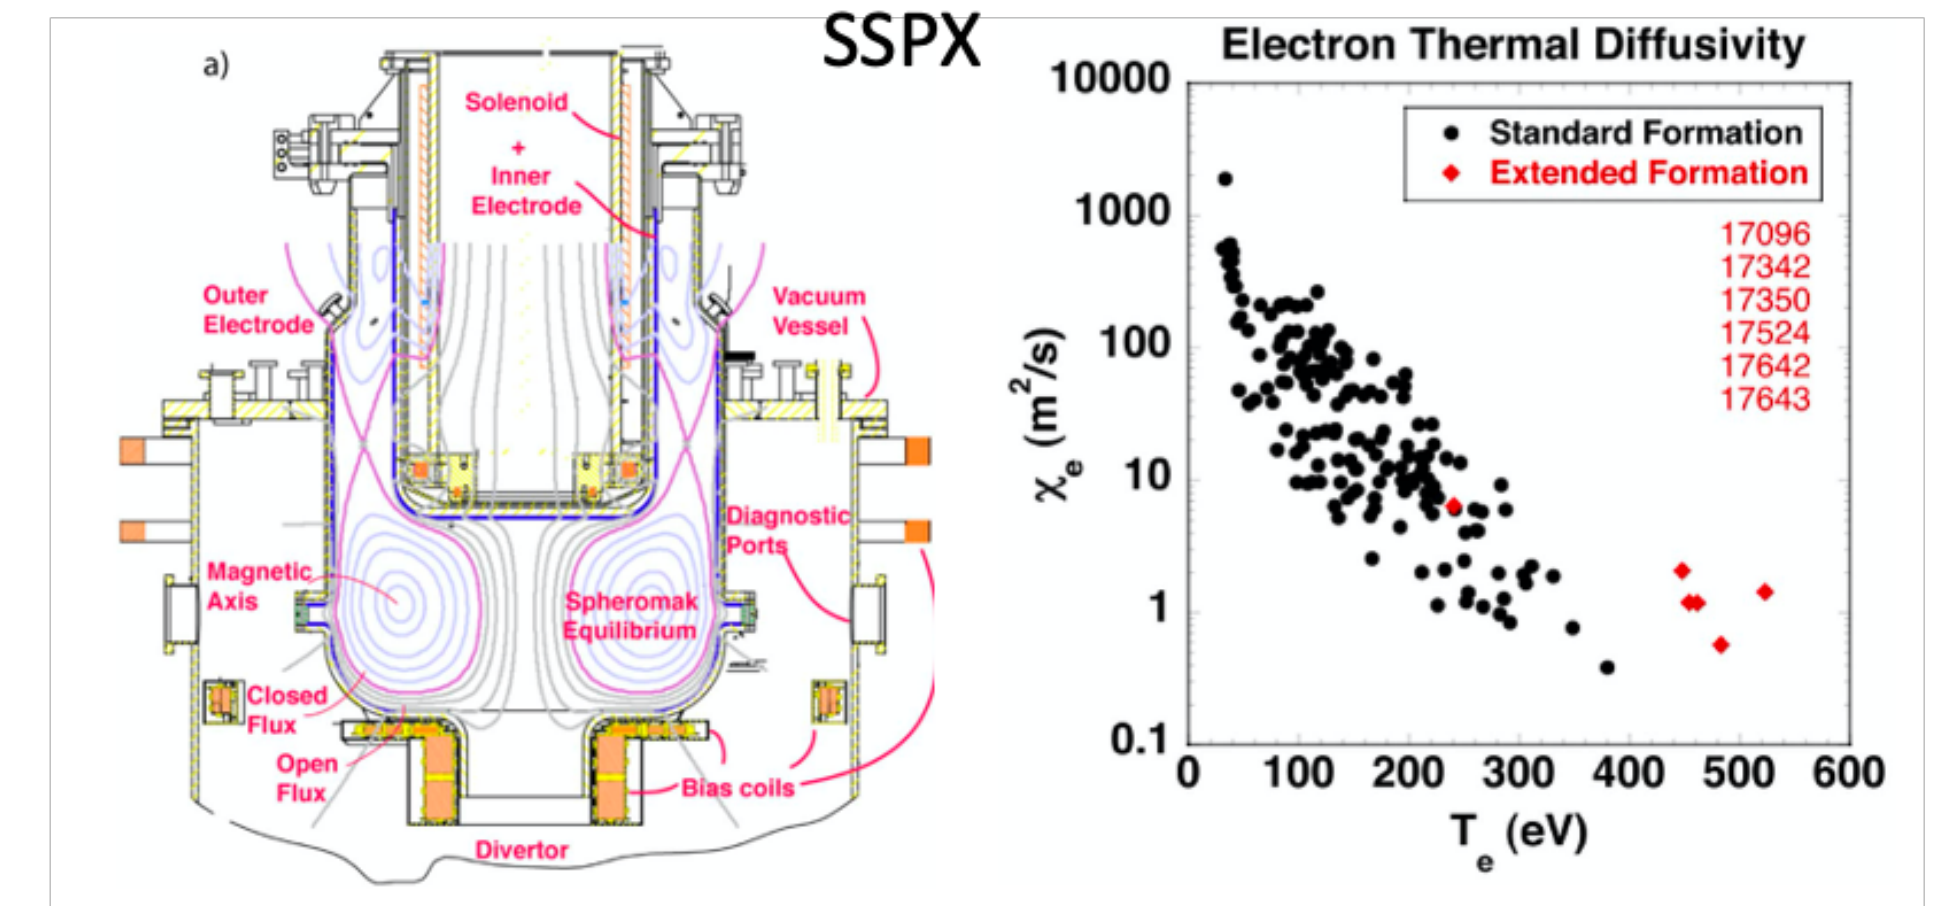 SSPX
a)
Solenoid
+
Inner
Electrode
Outer
Electrode
Vacuum
Vessel
Diagnostic
Ports
Magnetic
Axis
Spheromak
Equilibrium
Closed
Flux
Open
Flux
Bias coils
Divertor
Electron Thermal Diffusivity
Standard Formation
Extended Formation
17096
17342
17350
17524
17642
17643
10000
1000
100
10
1
0.1
χe (m2/s)
0 100 200 300 400 500 600
Te (eV)